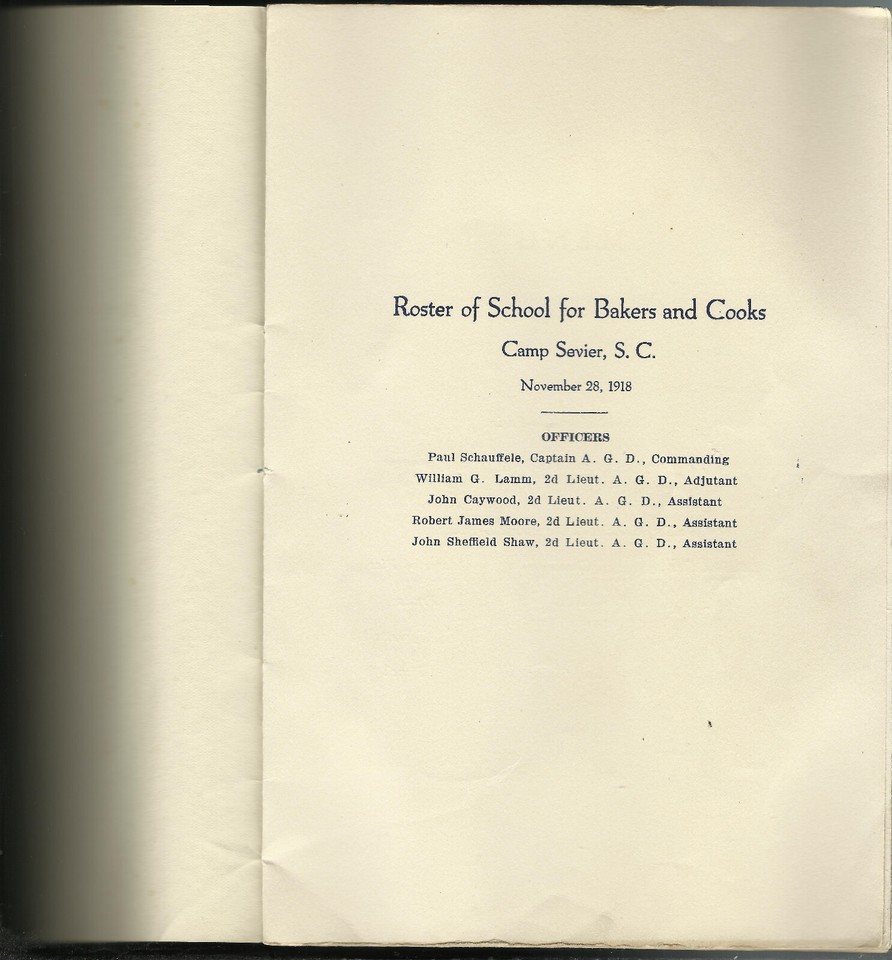 Roster of School for Bakers and Cooks
Camp Sevier, S. C.
November 28, 1918
OFFICERS
Paul Schauffele, Captain A. G. D., Commanding
William G. Lamm, 2d Lieut. A. G. D., Adjutant
John Caywood, 2d Lieut. A. G. D., Assistant
Robert James Moore, 2d Lieut. A. G. D., Assistant
John Sheffield Shaw, 2d Lieut. A. G. D., Assistant